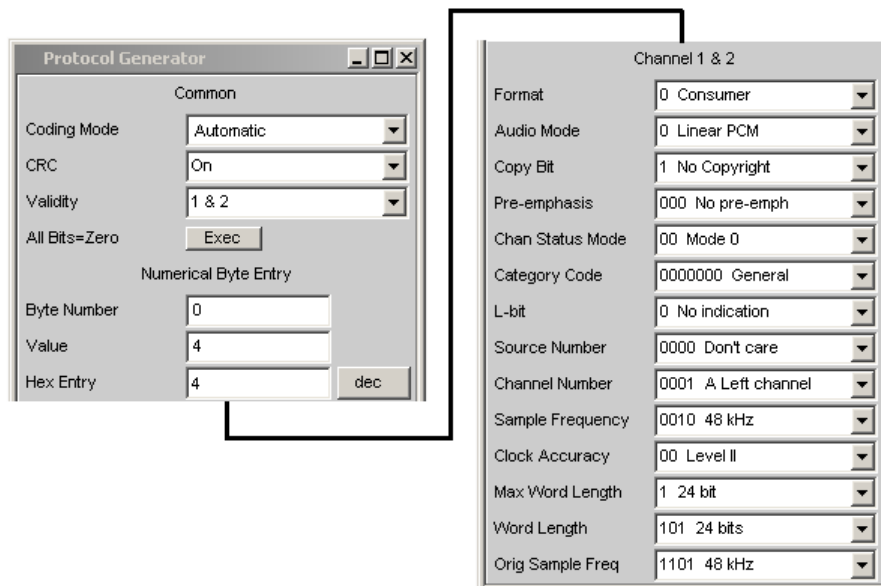 Protocol Generator
Common
Coding Mode Automatic
CRC On
Validity 1 & 2
All Bits=Zero Exec
Numerical Byte Entry
Byte Number 0
Value 4
Hex Entry 4 dec
Channel 1 & 2
Format 0 Consumer
Audio Mode 0 Linear PCM
Copy Bit 1 No Copyright
Pre-emphasis 000 No pre-emph
Chan Status Mode 00 Mode 0
Category Code 0000000 General
L-bit 0 No indication
Source Number 0000 Don't care
Channel Number 0001 A Left channel
Sample Frequency 0010 48 kHz
Clock Accuracy 00 Level II
Max Word Length 1 24 bit
Word Length 101 24 bits
Orig Sample Freq 1101 48 kHz